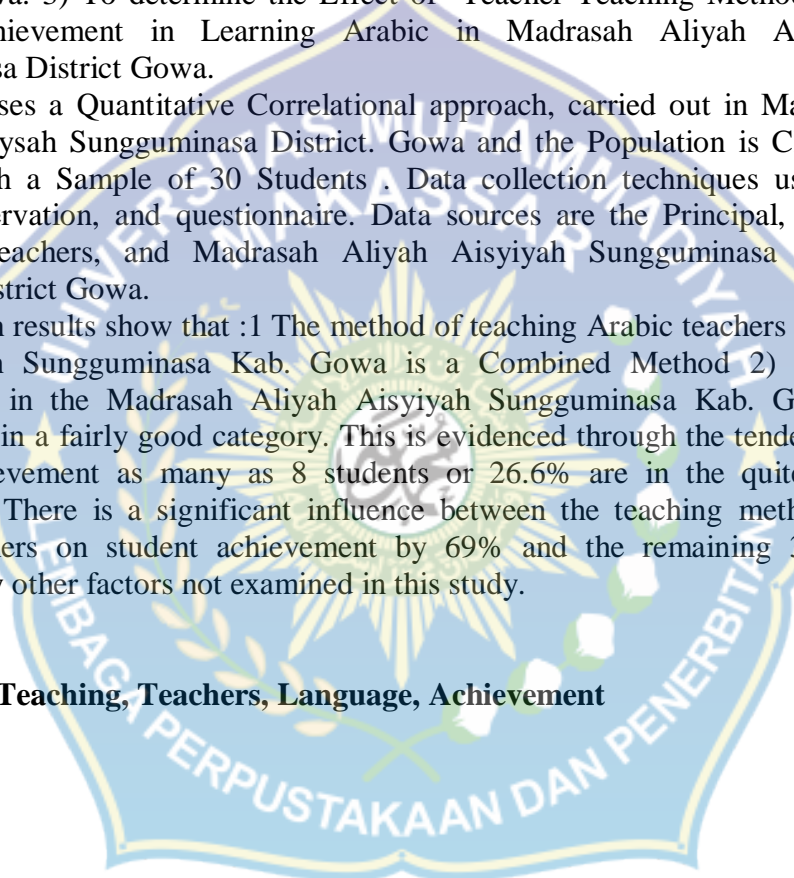 wa. 3) To determine the Effect of Teacher Teaching Method
hievement in Learning Arabic in Madrasah Aliyah A
sa District Gowa.
ses a Quantitative Correlational approach, carried out in Ma
ysah Sungguminasa District. Gowa and the Population is C
h a Sample of 30 Students . Data collection techniques us
ervation, and questionnaire. Data sources are the Principal,
eachers, and Madrasah Aliyah Aisyiyah Sungguminasa
strict Gowa.
n results show that :1 The method of teaching Arabic teachers
n Sungguminasa Kab. Gowa is a Combined Method 2)
in the Madrasah Aliyah Aisyiyah Sungguminasa Kab. G
in a fairly good category. This is evidenced through the tende
evement as many as 8 students or 26.6% are in the quite
There is a significant influence between the teaching meth
ners on student achievement by 69% and the remaining 3
y other factors not examined in this study.
Teaching, Teachers, Language, Achievement
UNIVERSITAS MUHAMMADIYAH
MAKASSAR
LEMBAGA PERPUSTAKAAN DAN PENERBITAN